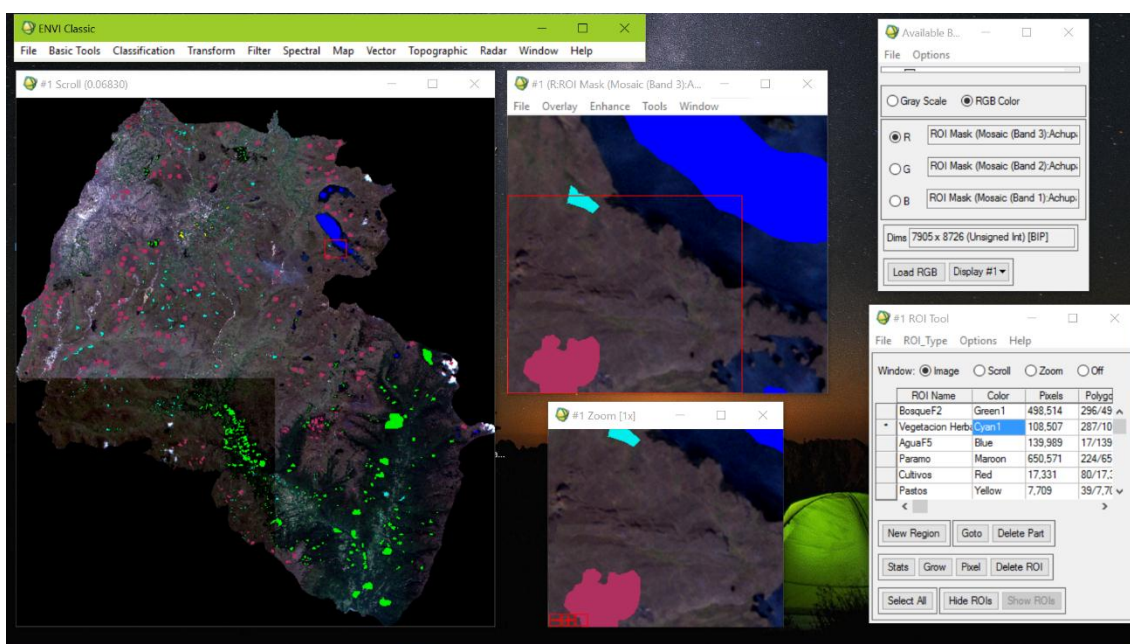 ENVI Classic
File Basic Tools Classification Transform Filter Spectral Map Vector Topographic Radar Window Help
#1 Scroll (0.06830)
#1 (R:ROI Mask (Mosaic (Band 3):A...
File Overlay Enhance Tools Window
#1 Zoom [1x]
Available B...
File Options
Gray Scale RGB Color
R ROI Mask (Mosaic (Band 3):Achupa
G ROI Mask (Mosaic (Band 2):Achupa
B ROI Mask (Mosaic (Band 1):Achupa
Dims 7905 x 8726 (Unsigned Int) [BIP]
Load RGB Display #1
#1 ROI Tool
File ROI_Type Options Help
Window: Image Scroll Zoom Off
ROI Name Color Pixels Polygo
BosqueF2 Green1 498,514 296/49
* Vegetacion Herba Cyan1 108,507 287/10
AguaF5 Blue 139,989 17/139
Paramo Maroon 650,571 224/65
Cultivos Red 17,331 80/17,3
Pastos Yellow 7,709 39/7,70
New Region Goto Delete Part
Stats Grow Pixel Delete ROI
Select All Hide ROIs Show ROIs